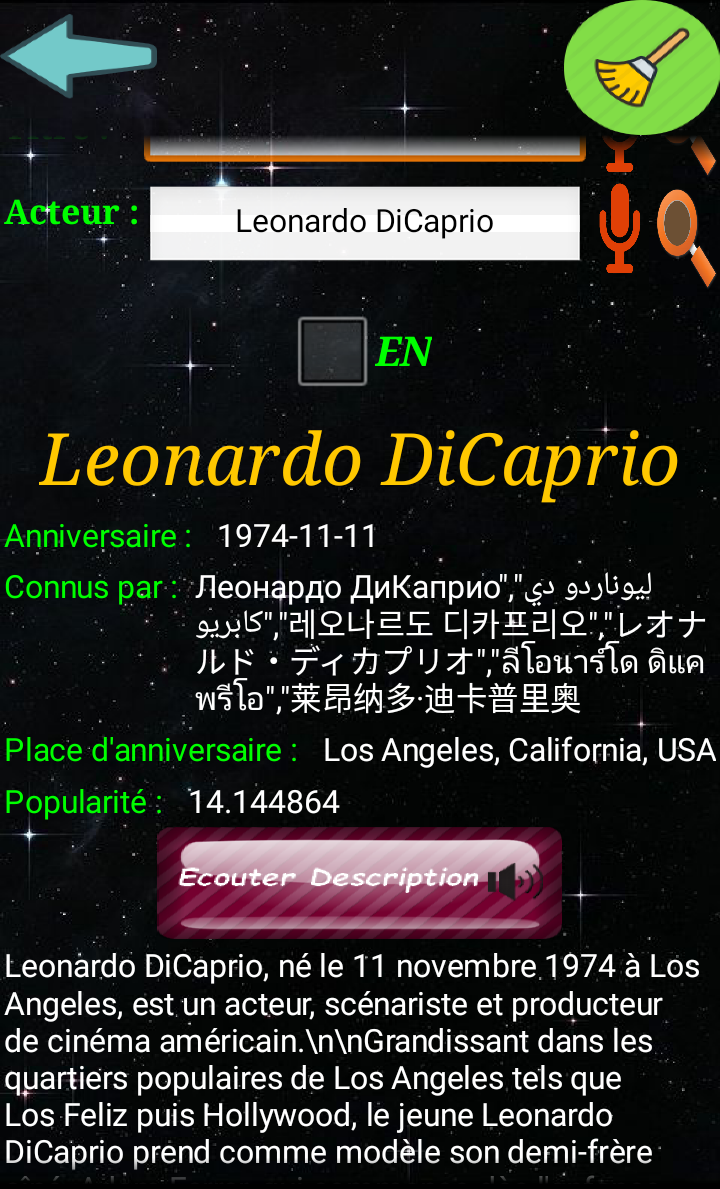 Acteur :
Leonardo DiCaprio
EN
Leonardo DiCaprio
Anniversaire : 1974-11-11
Connus par : Леонардо ДиКаприо","ليوناردو دي
كابريو","레오나르도 디카프리오","レオナ
ルド・ディカプリオ","ลีโอนาร์โด ดิแค
พรีโอ","莱昂纳多·迪卡普里奥
Place d'anniversaire : Los Angeles, California, USA
Popularité : 14.144864
Ecouter Description
Leonardo DiCaprio, né le 11 novembre 1974 à Los
Angeles, est un acteur, scénariste et producteur
de cinéma américain.\n\nGrandissant dans les
quartiers populaires de Los Angeles tels que
Los Feliz puis Hollywood, le jeune Leonardo
DiCaprio prend comme modèle son demi-frère